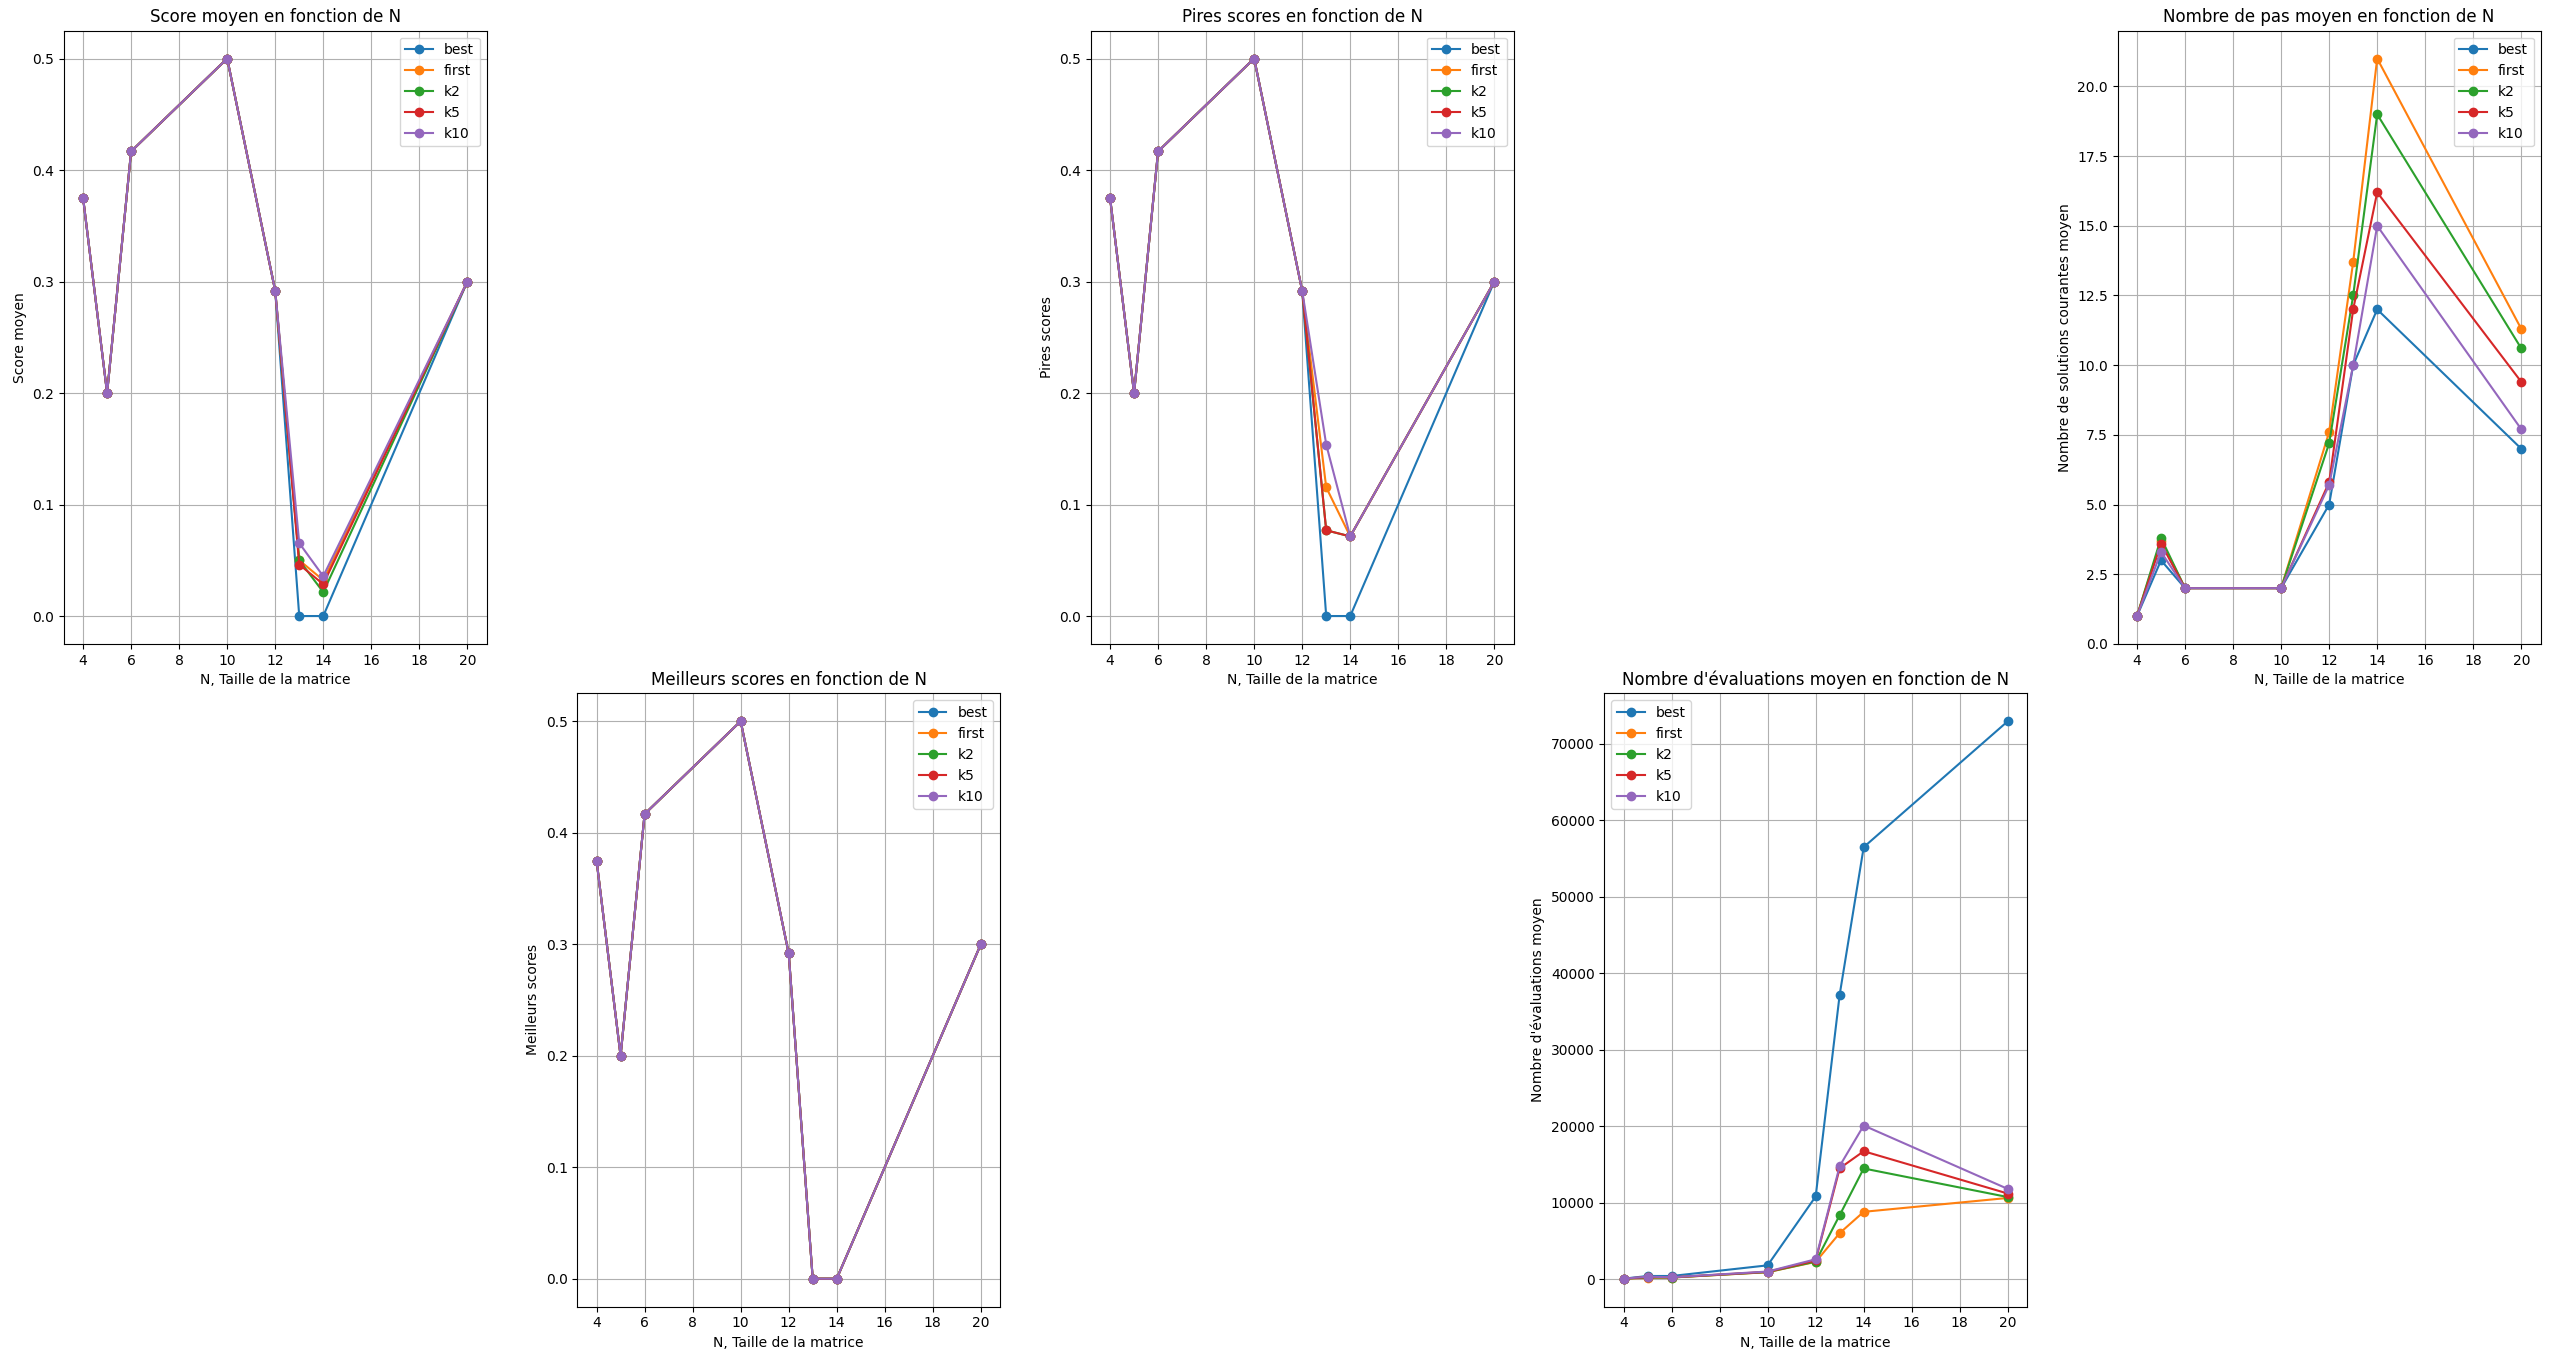 Score moyen en fonction de N
Score moyen
0.5
0.4
0.3
0.2
0.1
0.0
best
first
k2
k5
k10
4 6 8 10 12 14 16 18 20
N, Taille de la matrice
Pires scores en fonction de N
Pires scores
0.5
0.4
0.3
0.2
0.1
0.0
best
first
k2
k5
k10
4 6 8 10 12 14 16 18 20
N, Taille de la matrice
Nombre de pas moyen en fonction de N
Nombre de solutions courantes moyen
20.0
17.5
15.0
12.5
10.0
7.5
5.0
2.5
0.0
best
first
k2
k5
k10
4 6 8 10 12 14 16 18 20
N, Taille de la matrice
Meilleurs scores en fonction de N
Meilleurs scores
0.5
0.4
0.3
0.2
0.1
0.0
best
first
k2
k5
k10
4 6 8 10 12 14 16 18 20
N, Taille de la matrice
Nombre d'évaluations moyen en fonction de N
Nombre d'évaluations moyen
70000
60000
50000
40000
30000
20000
10000
0
best
first
k2
k5
k10
4 6 8 10 12 14 16 18 20
N, Taille de la matrice